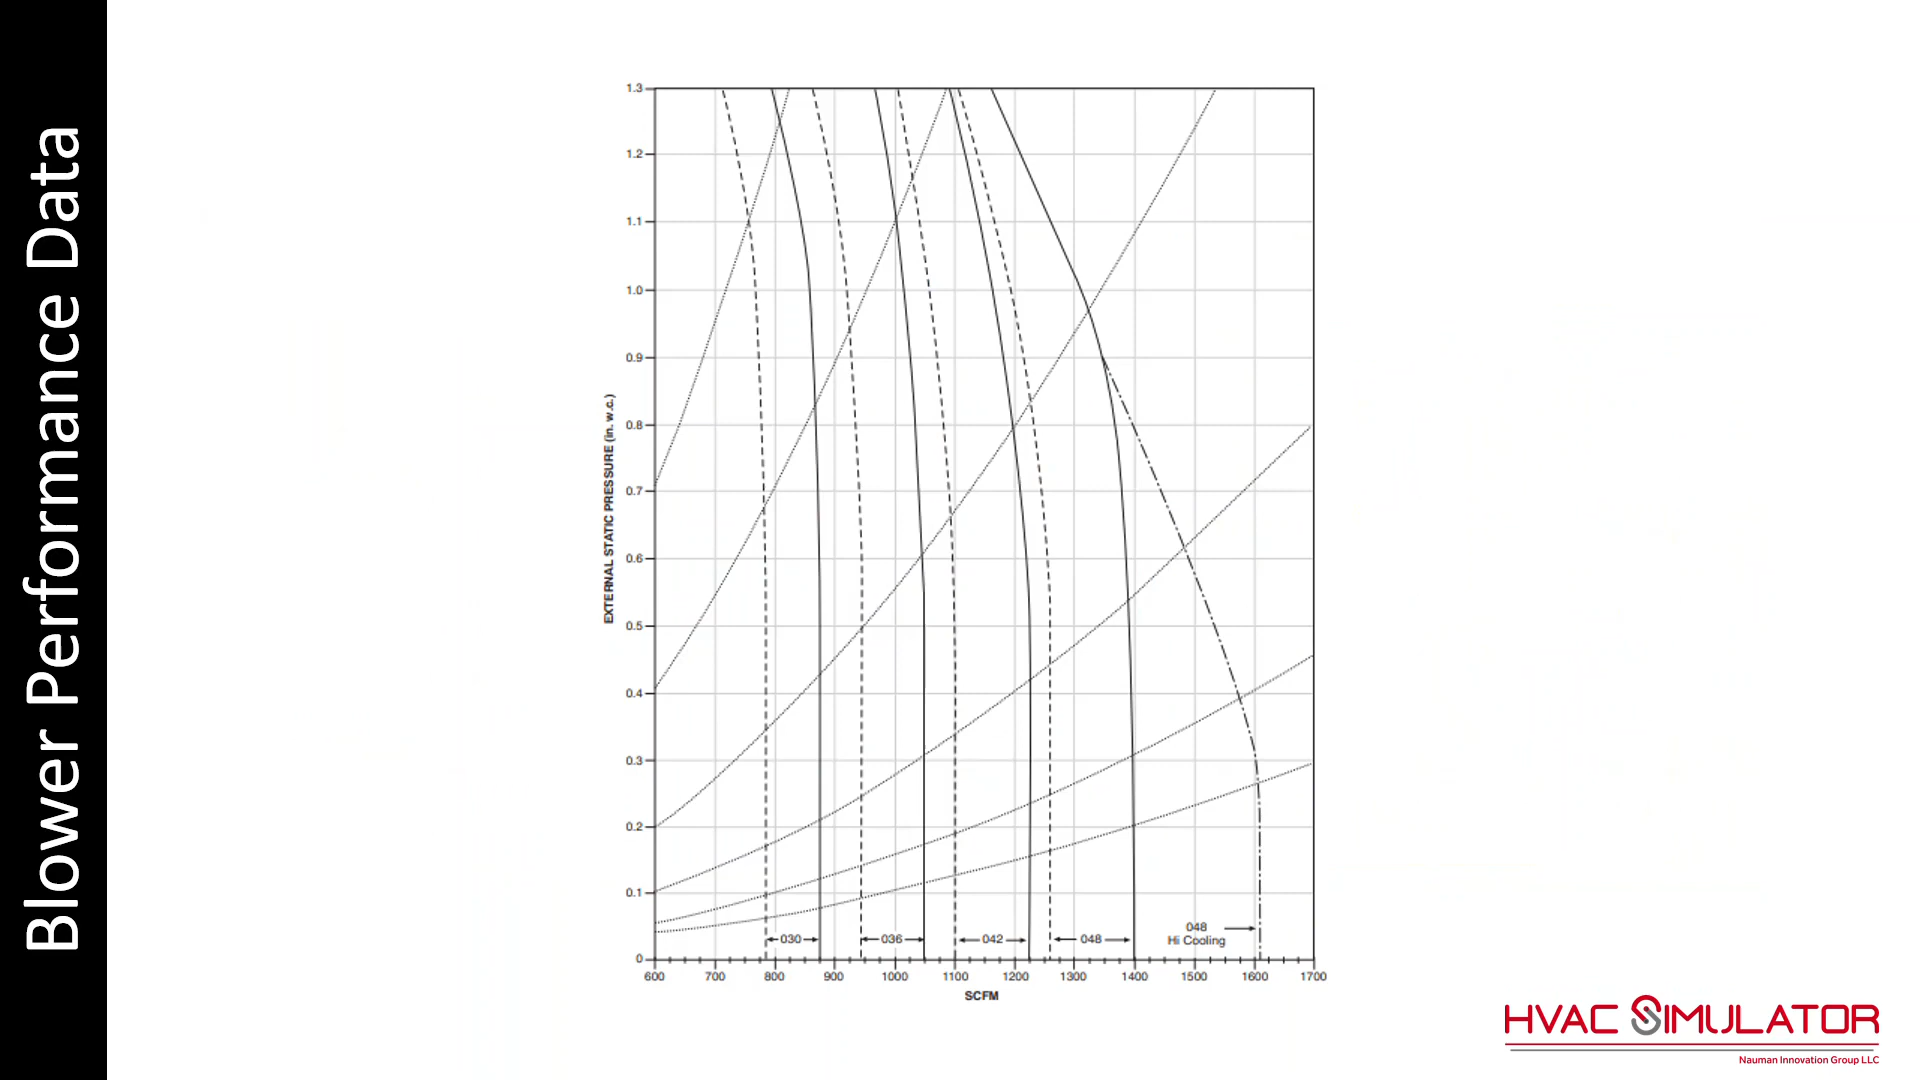 Blower Performance Data
1.3
1.2
1.1
1.0
0.9
0.8
0.7
0.6
0.5
0.4
0.3
0.2
0.1
0
EXTERNAL STATIC PRESSURE (in. w.c.)
030
036
042
048
048
Hi Cooling
600 700 800 900 1000 1100 1200 1300 1400 1500 1600 1700
SCFM
HVAC SIMULATOR
Nauman Innovation Group LLC